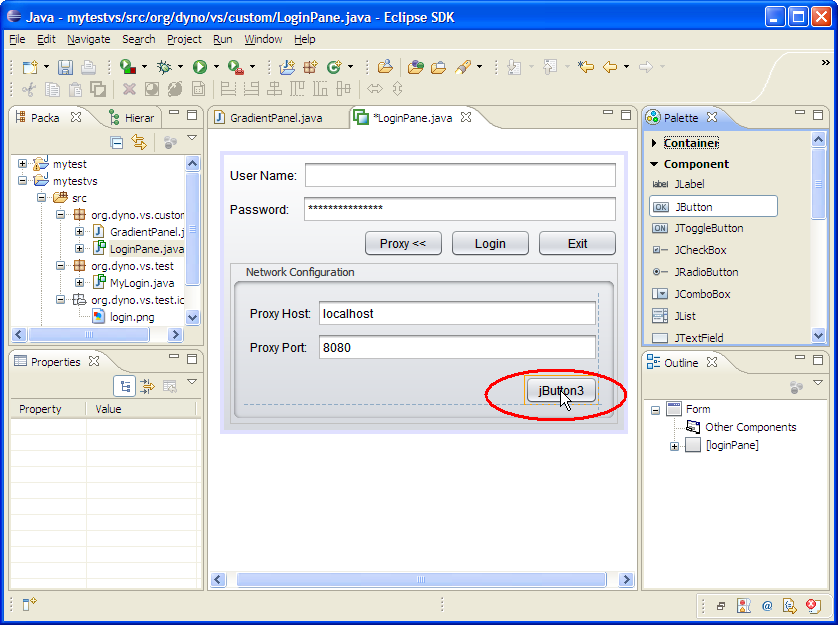 Java - mytestvs/src/org/dyno/vs/custom/LoginPane.java - Eclipse SDK
File Edit Navigate Search Project Run Window Help
Packa
Hierar
mytest
mytestvs
src
org.dyno.vs.custom
GradientPanel.j
LoginPane.java
org.dyno.vs.test
MyLogin.java
org.dyno.vs.test.ic
login.png
Properties
Property Value
GradientPanel.java
*LoginPane.java
User Name:
Password: ***************
Proxy << Login Exit
Network Configuration
Proxy Host: localhost
Proxy Port: 8080
jButton3
Palette
Container
Component
label JLabel
OK JButton
ON JToggleButton
JCheckBox
JRadioButton
JComboBox
JList
JTextField
Outline
Form
Other Components
[loginPane]